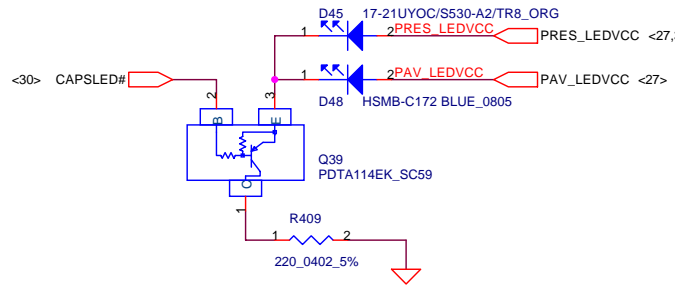 D45 17-21UYOC/S530-A2/TR8_ORG
1 2 PRES_LEDVCC PRES_LEDVCC <27,
<30> CAPSLED# 1 2 PAV_LEDVCC PAV_LEDVCC <27>
D48 HSMB-C172 BLUE_0805
2 3
B E
Q39
PDTA114EK_SC59
C
1
R409
1 2
220_0402_5%